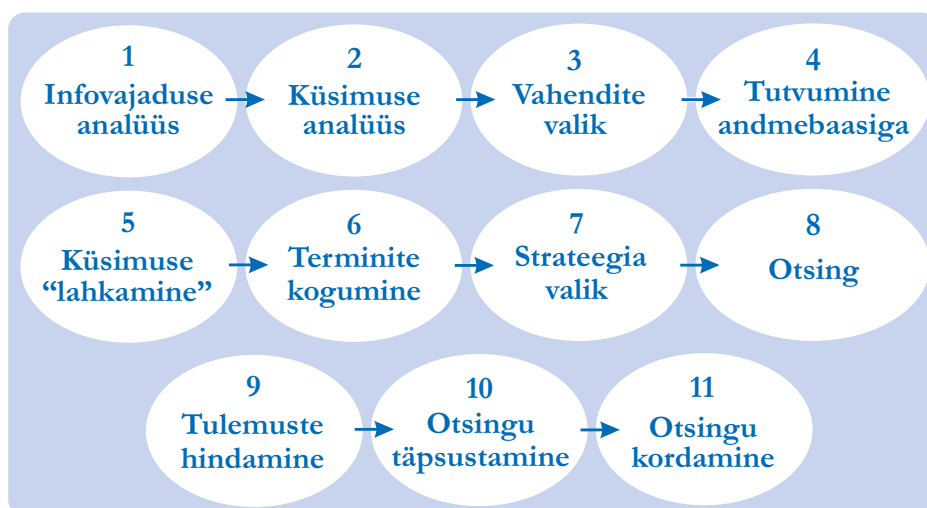 1
Infovajaduse
analüüs
2
Küsimuse
analüüs
3
Vahendite
valik
4
Tutvumine
andmebaasiga
5
Küsimuse
“lahkamine”
6
Terminite
kogumine
7
Strateegia
valik
8
Otsing
9
Tulemuste
hindamine
10
Otsingu
täpsustamine
11
Otsingu
kordamine